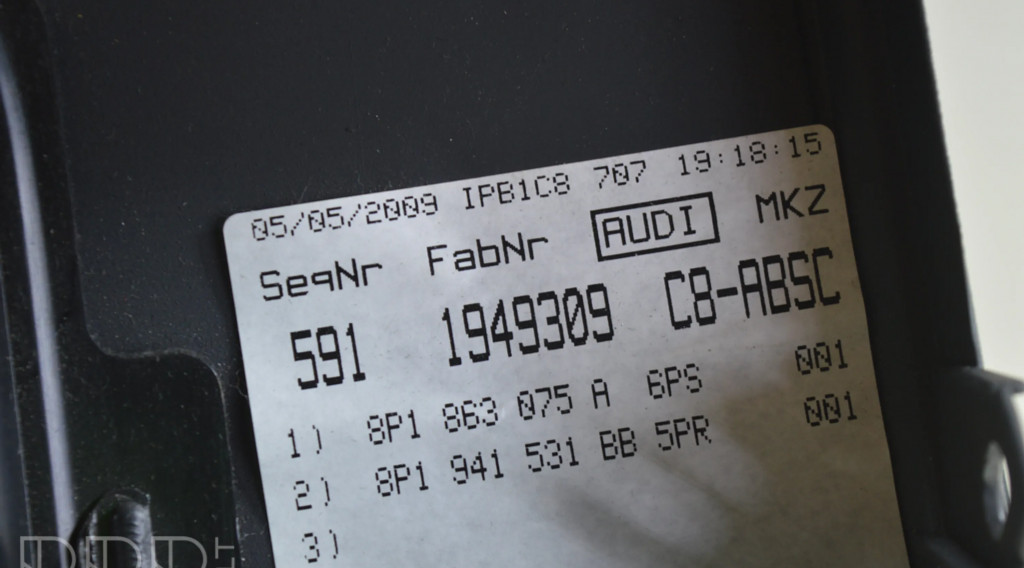 05/05/2009 IPB1C8 707 19:18:15
SeqNr FabNr AUDI MKZ
591 1949309 C8-ABSC
1) 8P1 863 075 A 6PS 001
2) 8P1 941 531 BB 5PR 001
3)